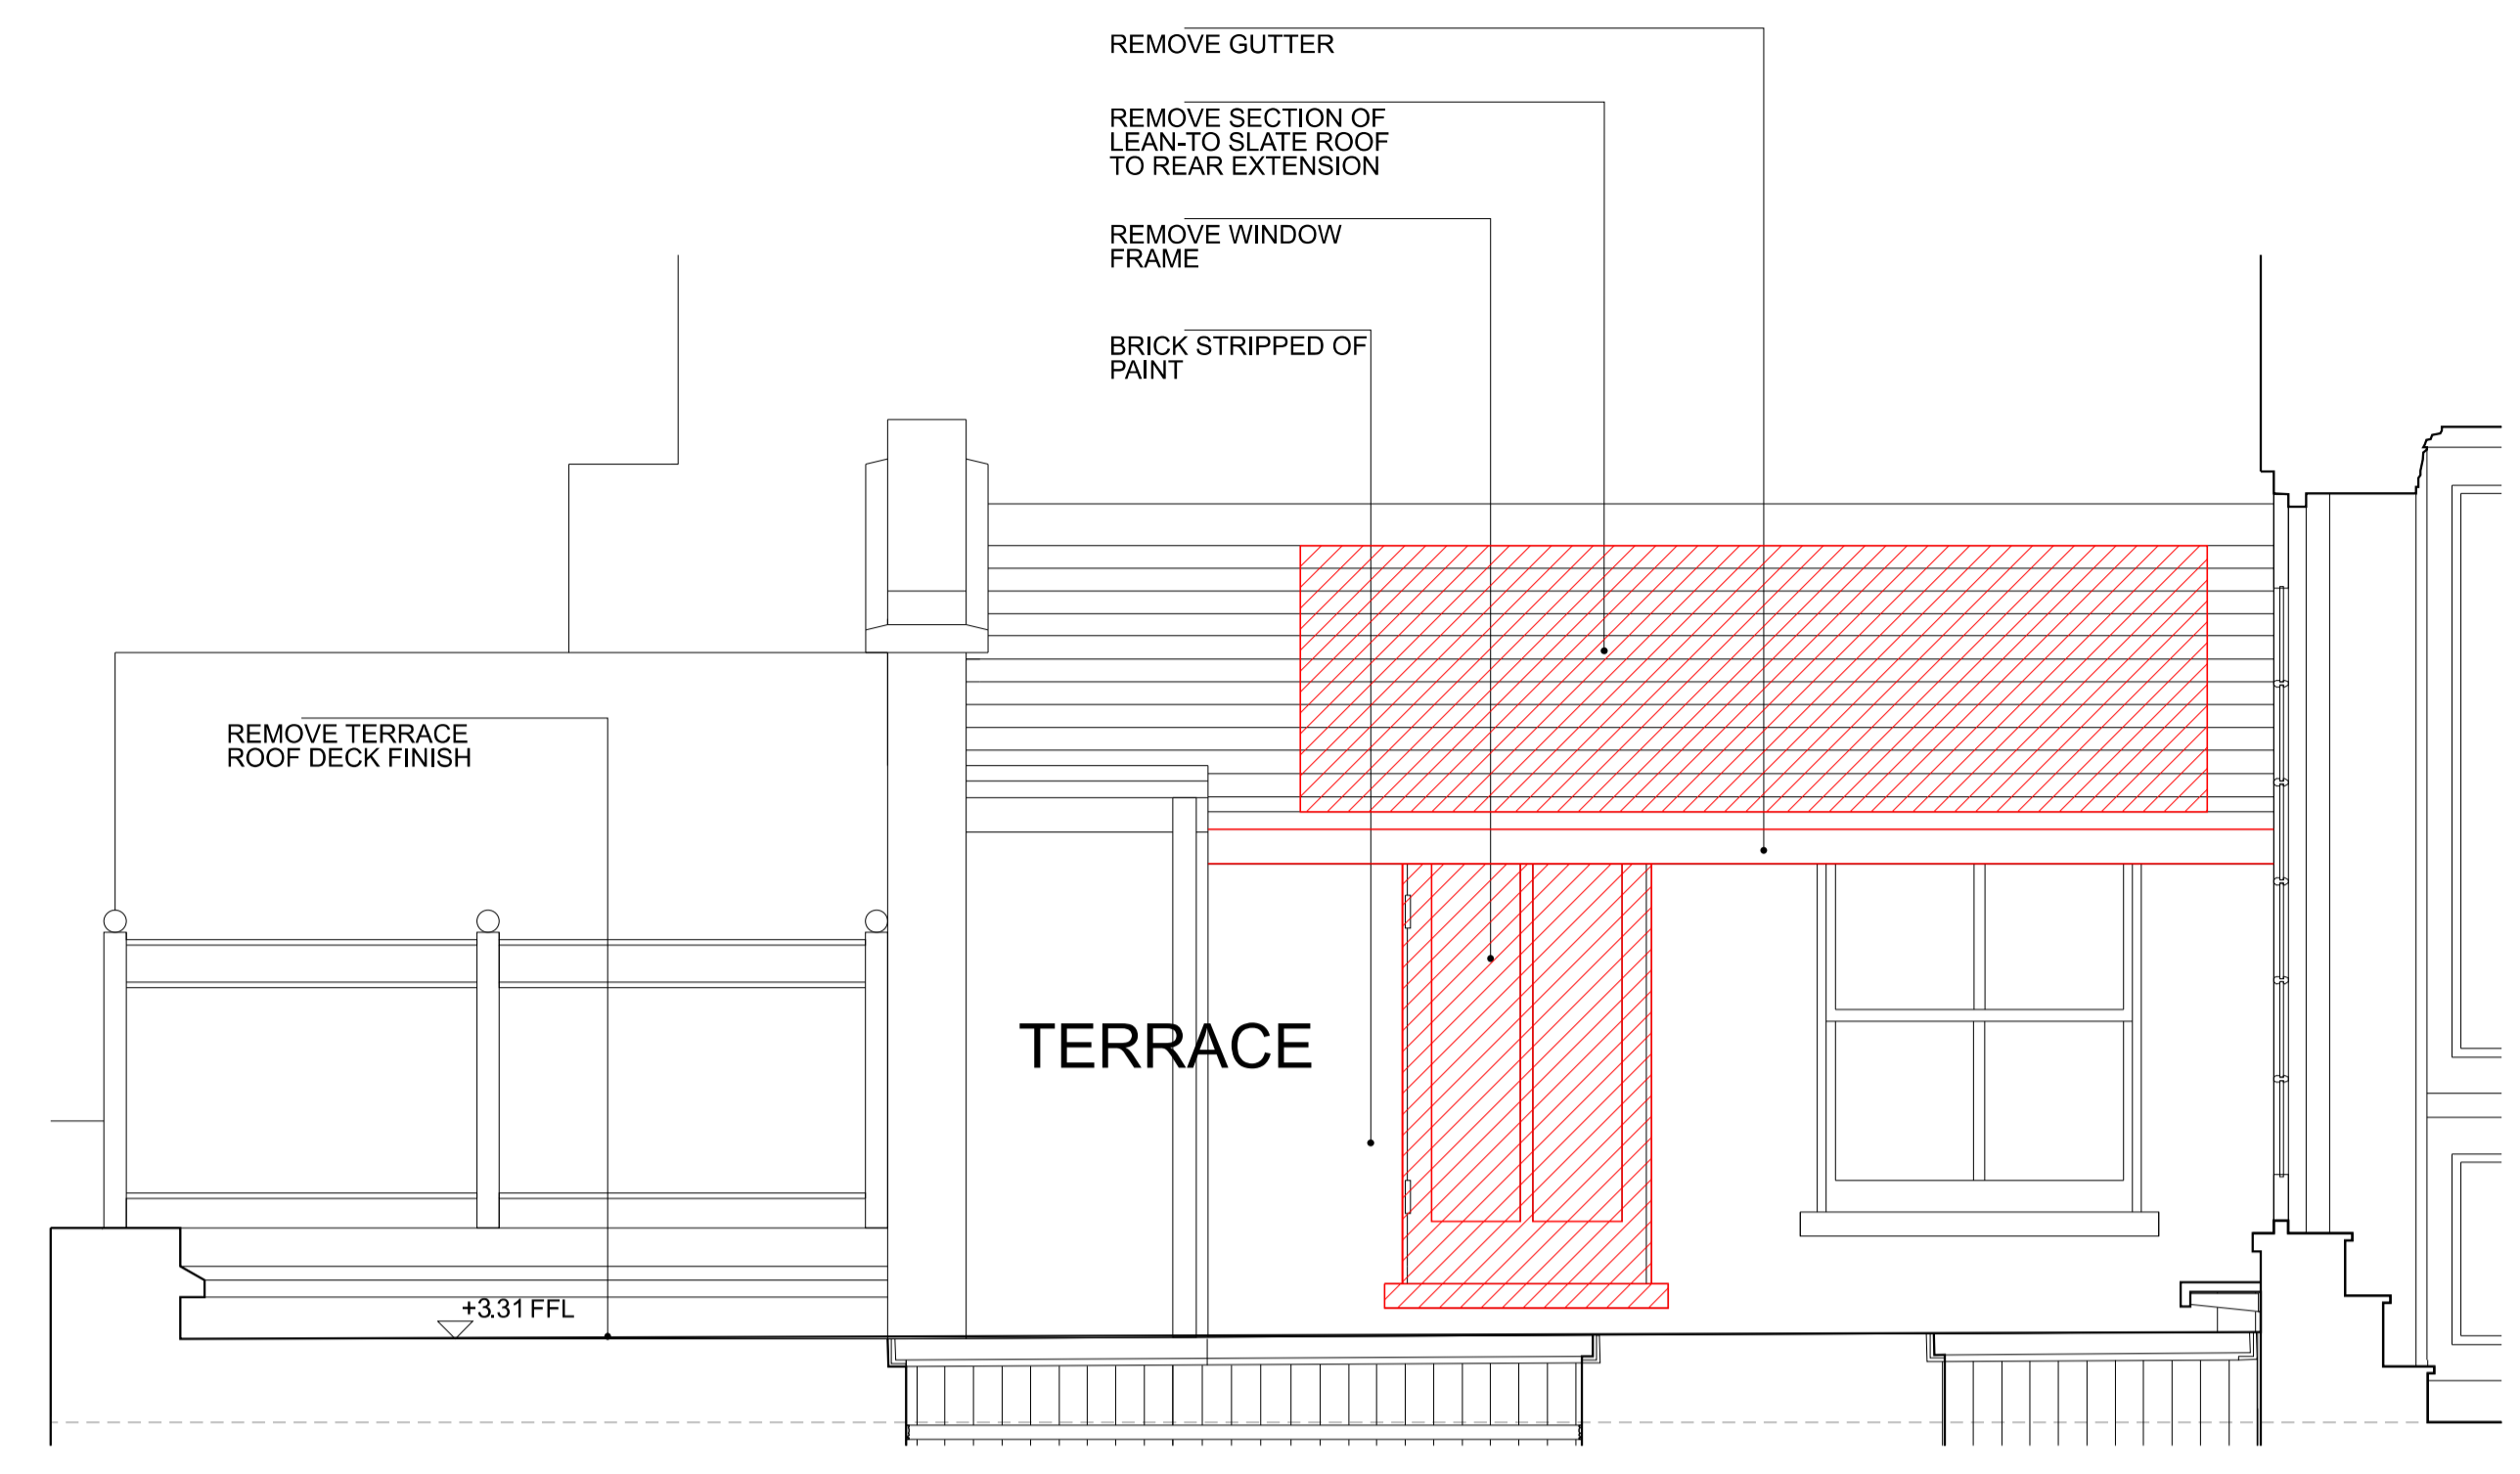 REMOVE GUTTER
REMOVE SECTION OF
LEAN-TO SLATE ROOF
TO REAR EXTENSION
REMOVE WINDOW
FRAME
BRICK STRIPPED OF
PAINT
REMOVE TERRACE
ROOF DECK FINISH
TERRACE
+3.31 FFL